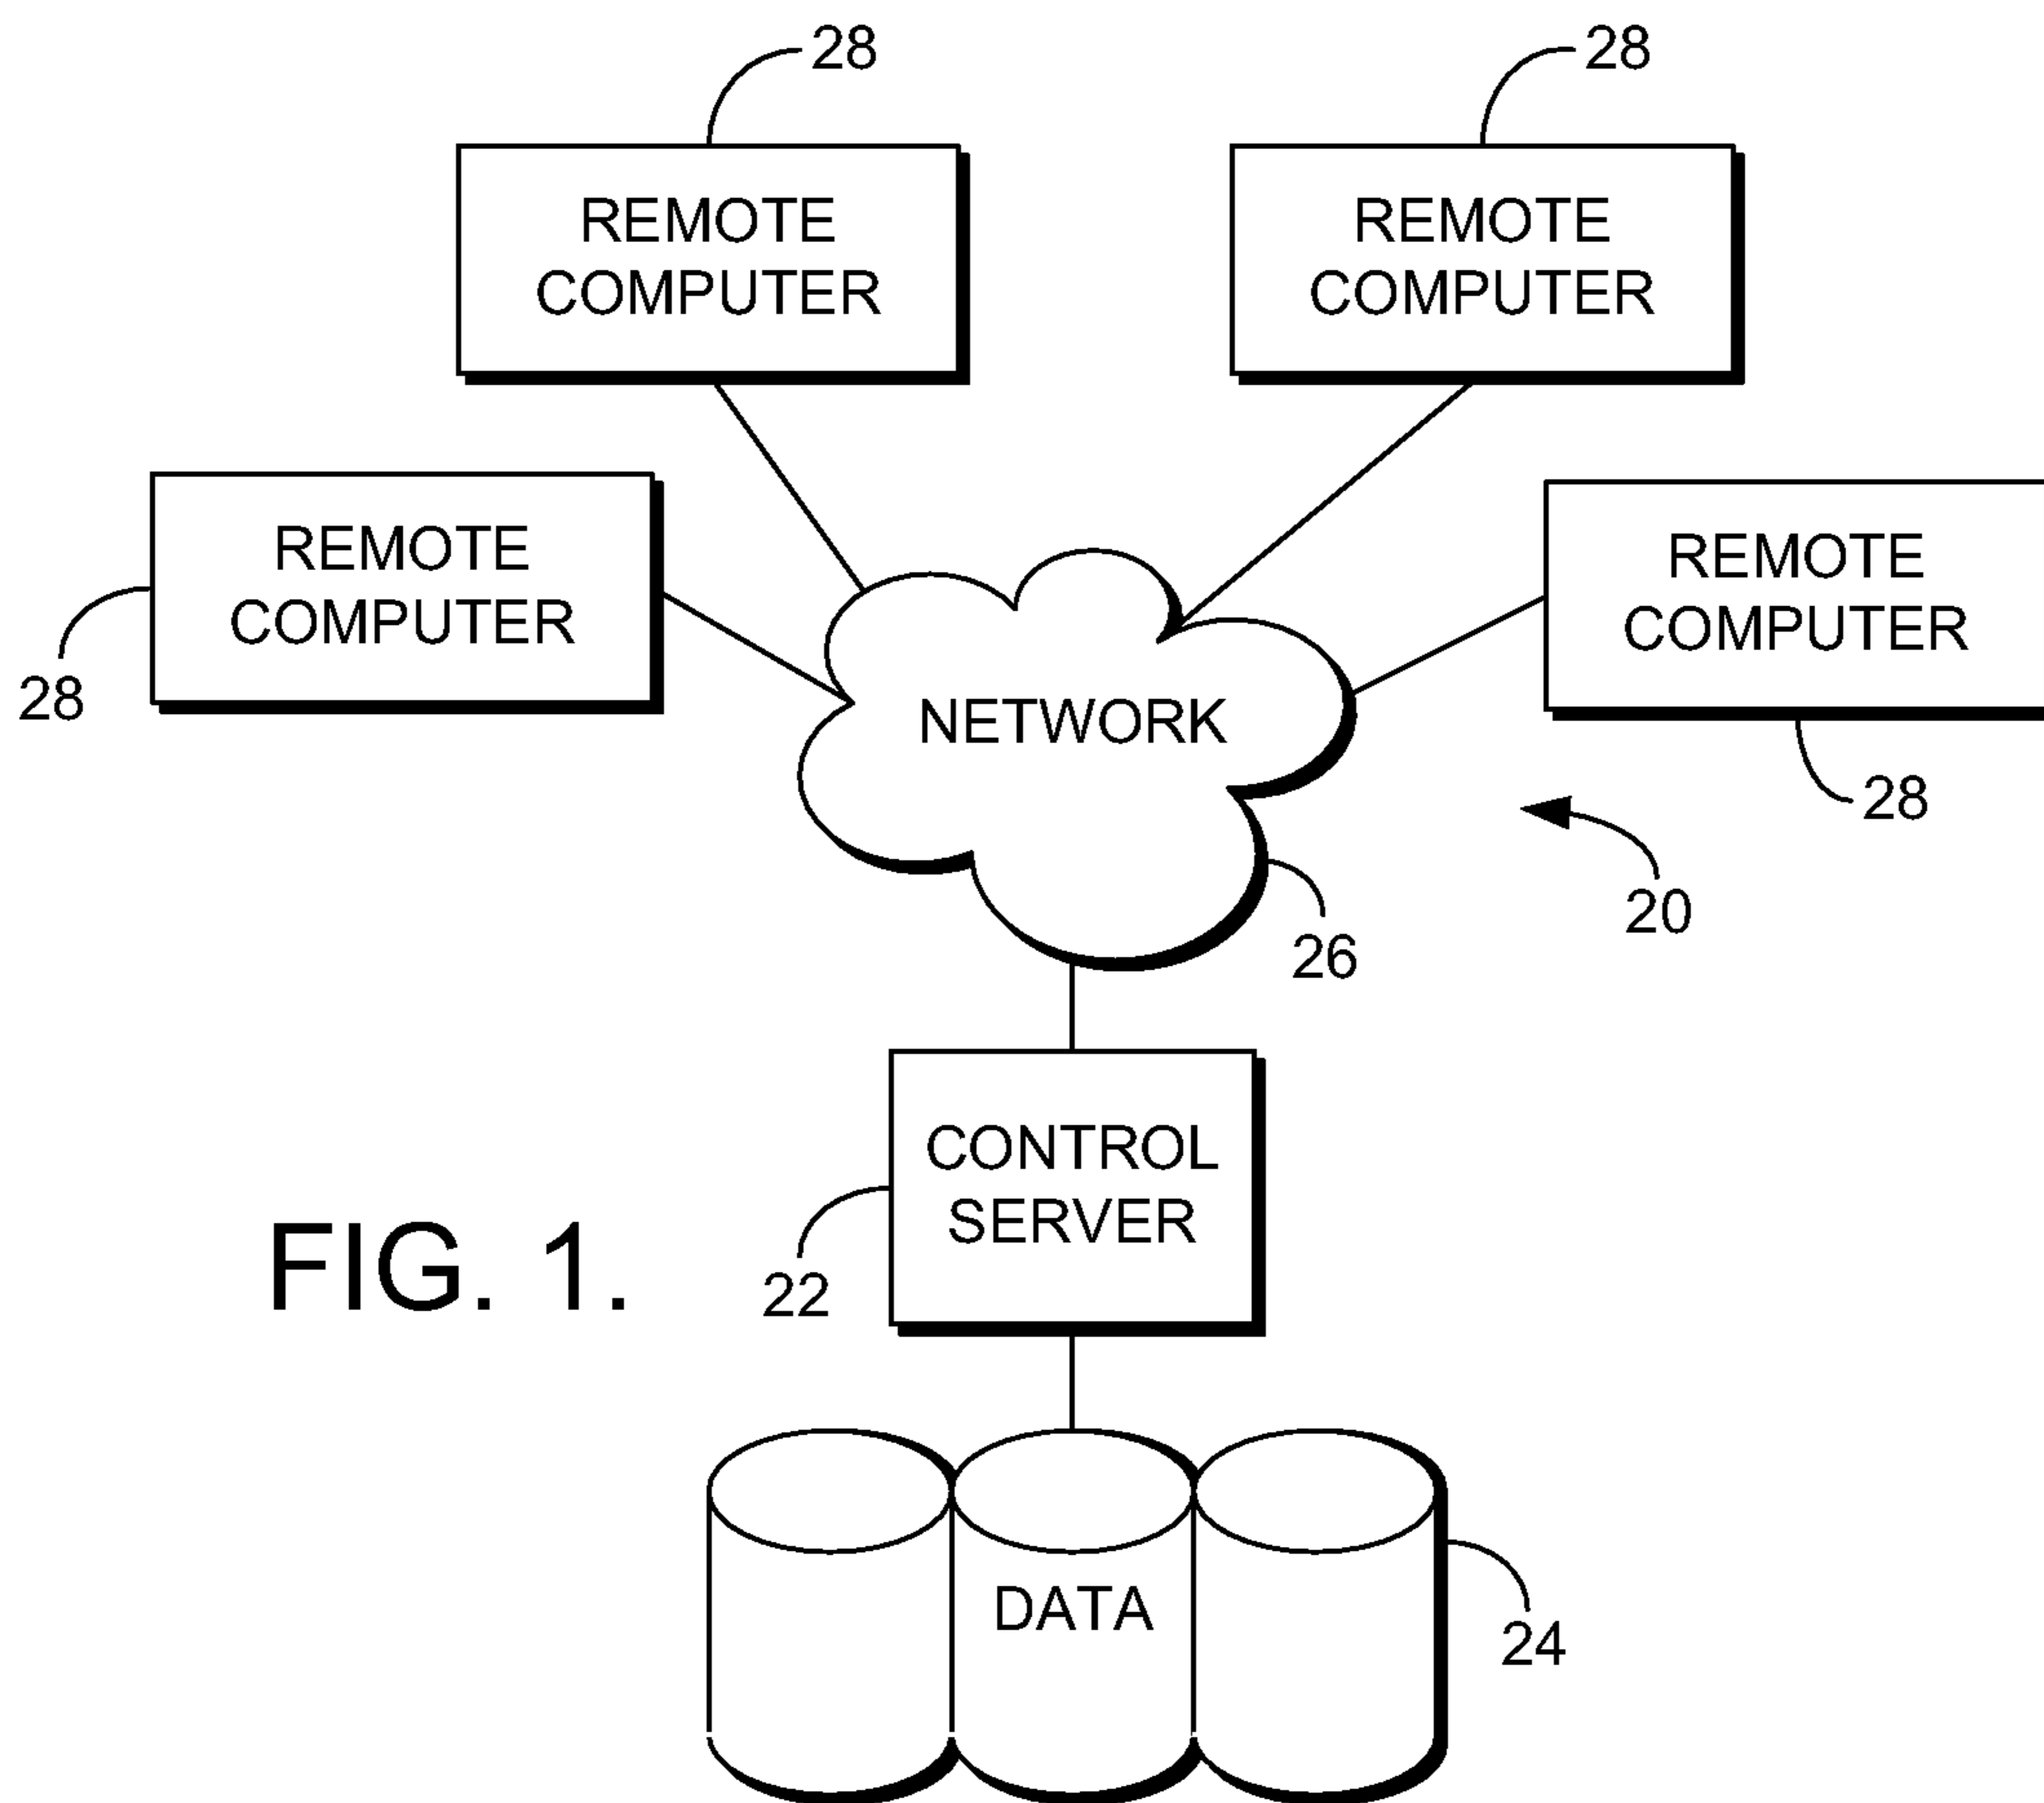 28
28
REMOTE
COMPUTER
REMOTE
COMPUTER
REMOTE
COMPUTER
28
REMOTE
COMPUTER
28
NETWORK
20
26
CONTROL
SERVER
22
FIG. 1.
DATA
24